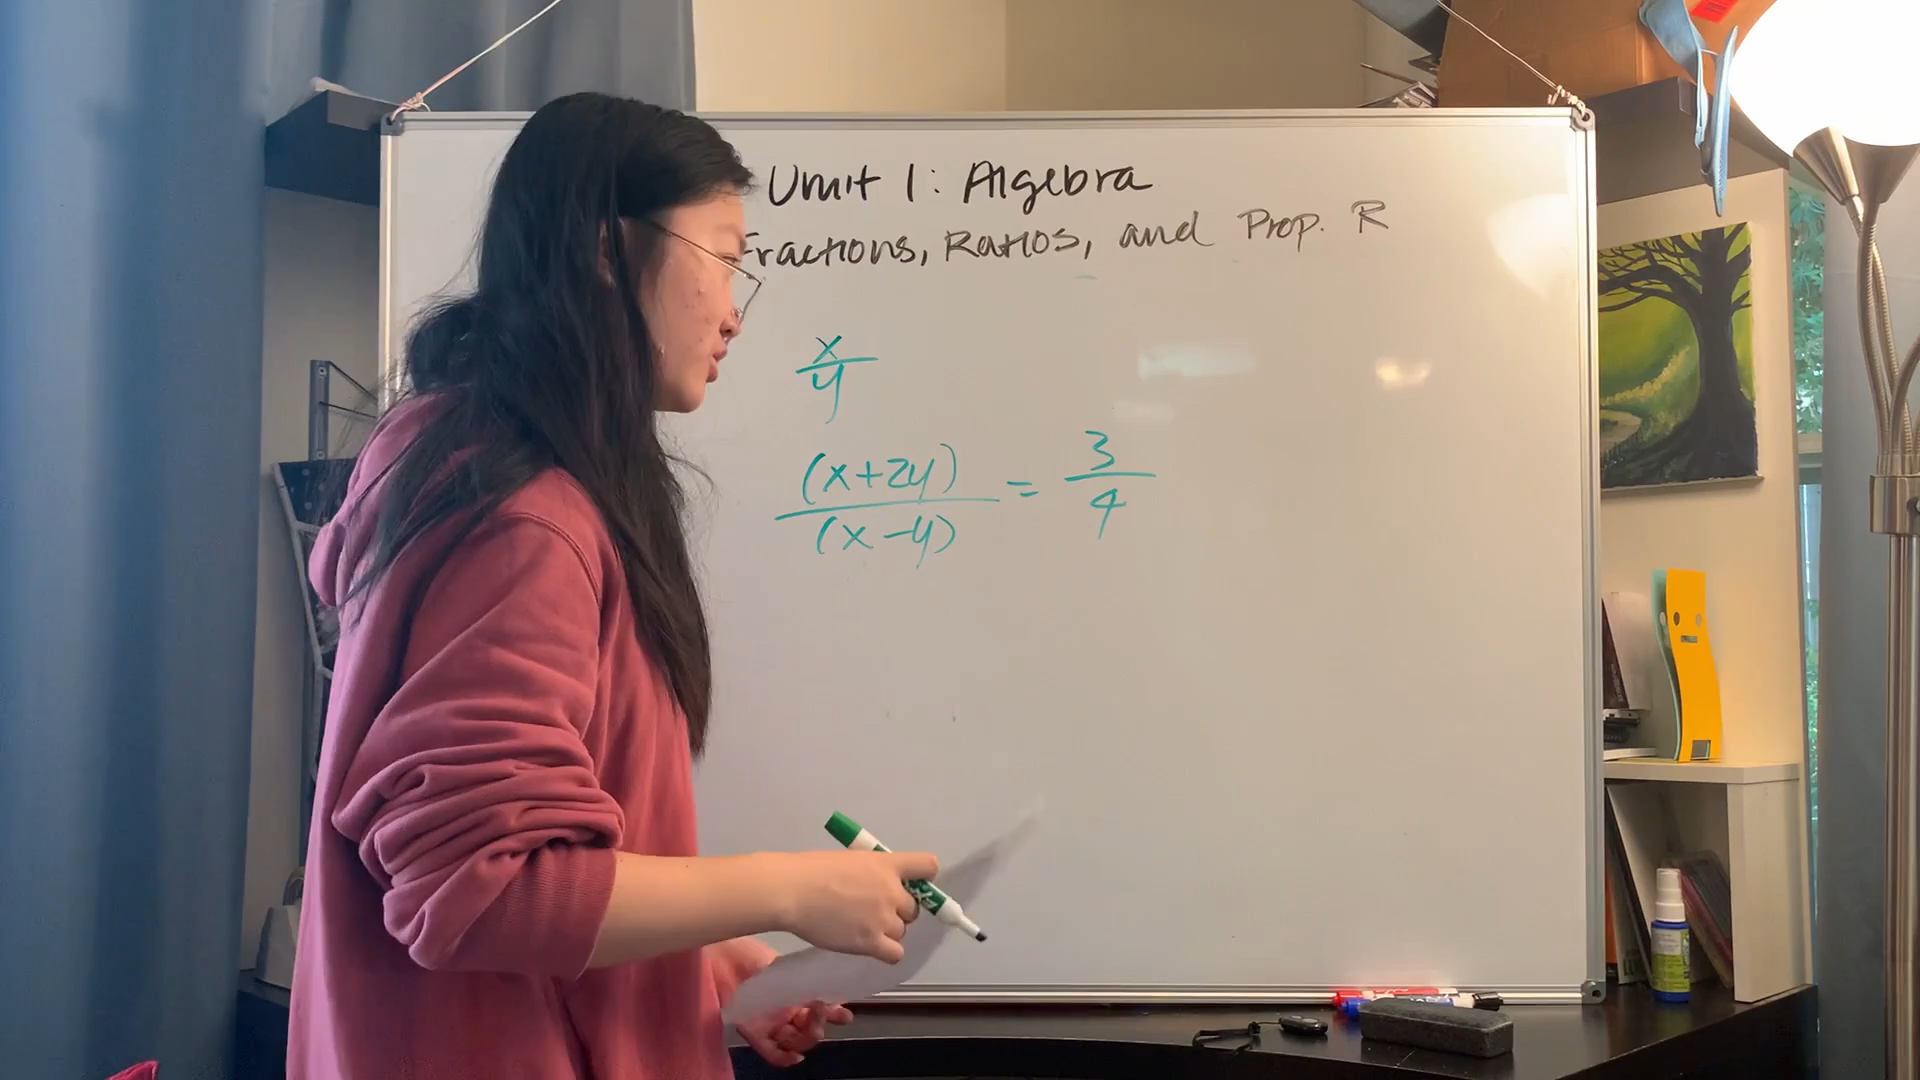 Unit 1: Algebra
Fractions, Ratios, and Prop. R
x/y
(x+2y)/(x-y) = 3/4